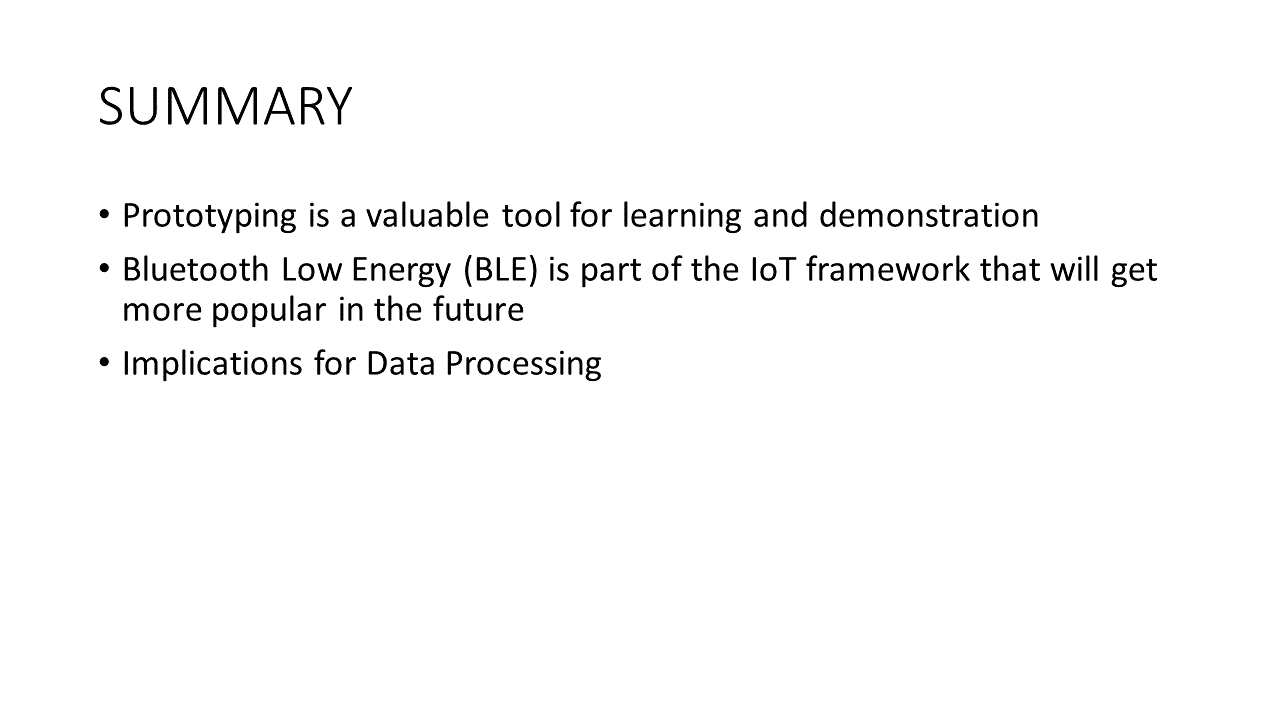 SUMMARY
• Prototyping is a valuable tool for learning and demonstration
• Bluetooth Low Energy (BLE) is part of the IoT framework that will get
more popular in the future
• Implications for Data Processing